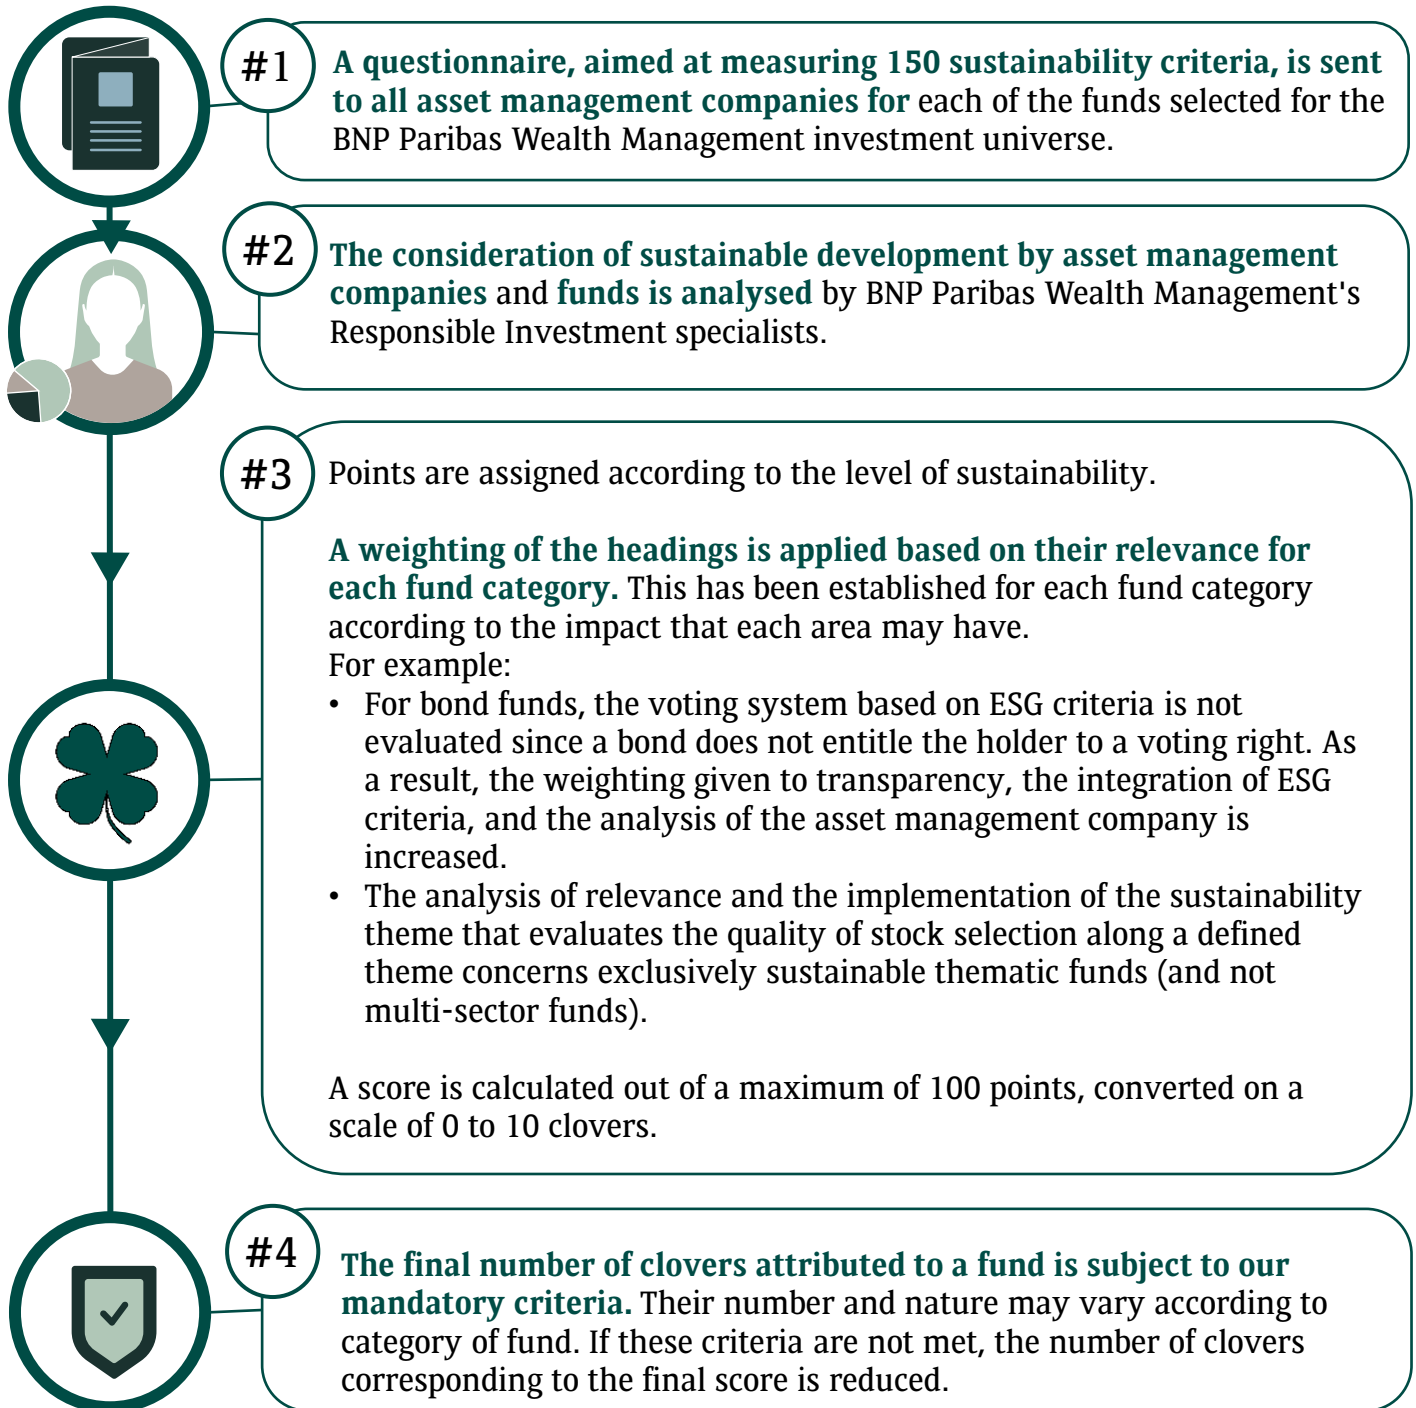 #1
A questionnaire, aimed at measuring 150 sustainability criteria, is sent
to all asset management companies for each of the funds selected for the
BNP Paribas Wealth Management investment universe.
#2
The consideration of sustainable development by asset management
companies and funds is analysed by BNP Paribas Wealth Management's
Responsible Investment specialists.
#3
Points are assigned according to the level of sustainability.
A weighting of the headings is applied based on their relevance for
each fund category. This has been established for each fund category
according to the impact that each area may have.
For example:
• For bond funds, the voting system based on ESG criteria is not
evaluated since a bond does not entitle the holder to a voting right. As
a result, the weighting given to transparency, the integration of ESG
criteria, and the analysis of the asset management company is
increased.
• The analysis of relevance and the implementation of the sustainability
theme that evaluates the quality of stock selection along a defined
theme concerns exclusively sustainable thematic funds (and not
multi-sector funds).
A score is calculated out of a maximum of 100 points, converted on a
scale of 0 to 10 clovers.
#4
The final number of clovers attributed to a fund is subject to our
mandatory criteria. Their number and nature may vary according to
category of fund. If these criteria are not met, the number of clovers
corresponding to the final score is reduced.